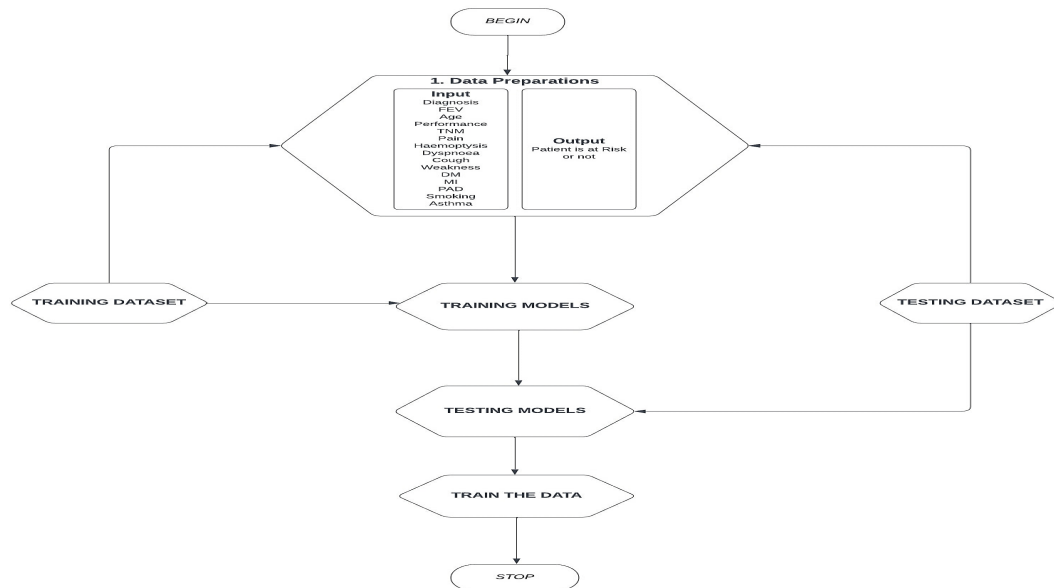 BEGIN
1. Data Preparations
Input
Diagnosis
FEV
Age
Performance
TNM
Pain
Haemoptysis
Dyspnoea
Cough
Weakness
DM
MI
PAD
Smoking
Asthma
Output
Patient is at Risk
or not
TRAINING DATASET
TRAINING MODELS
TESTING DATASET
TESTING MODELS
TRAIN THE DATA
STOP